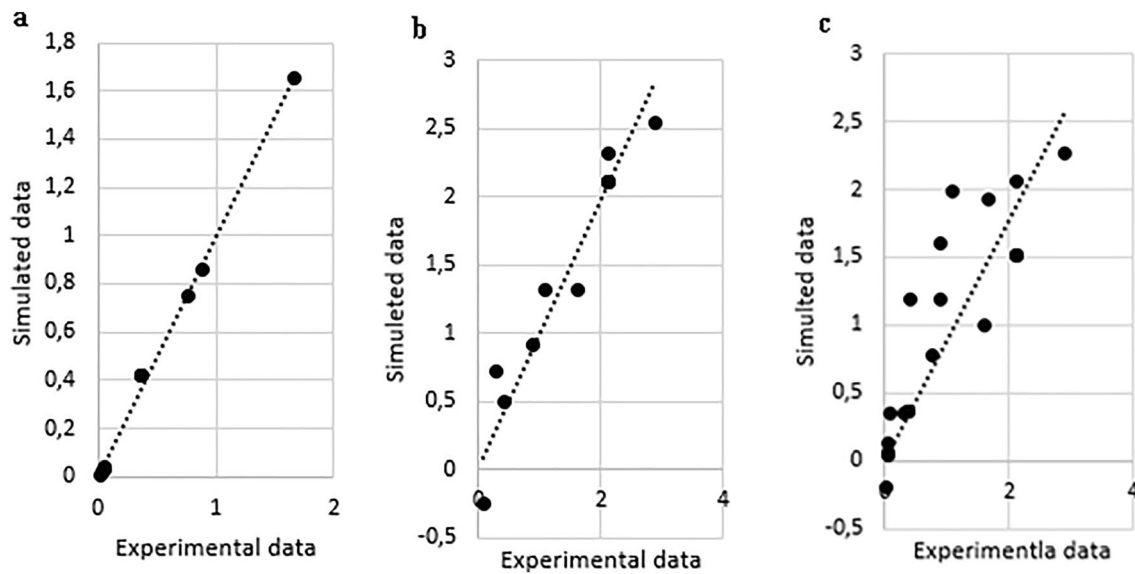 a
1,8
1,6
1,4
1,2
1
0,8
0,6
0,4
0,2
0
0 1 2
Simulated data
Experimental data
b
3
2,5
2
1,5
1
0,5
0
-0,5
0 2 4
Simuleted data
Experimental data
c
3
2,5
2
1,5
1
0,5
0
-0,5
0 2 4
Simulted data
Experimentla data